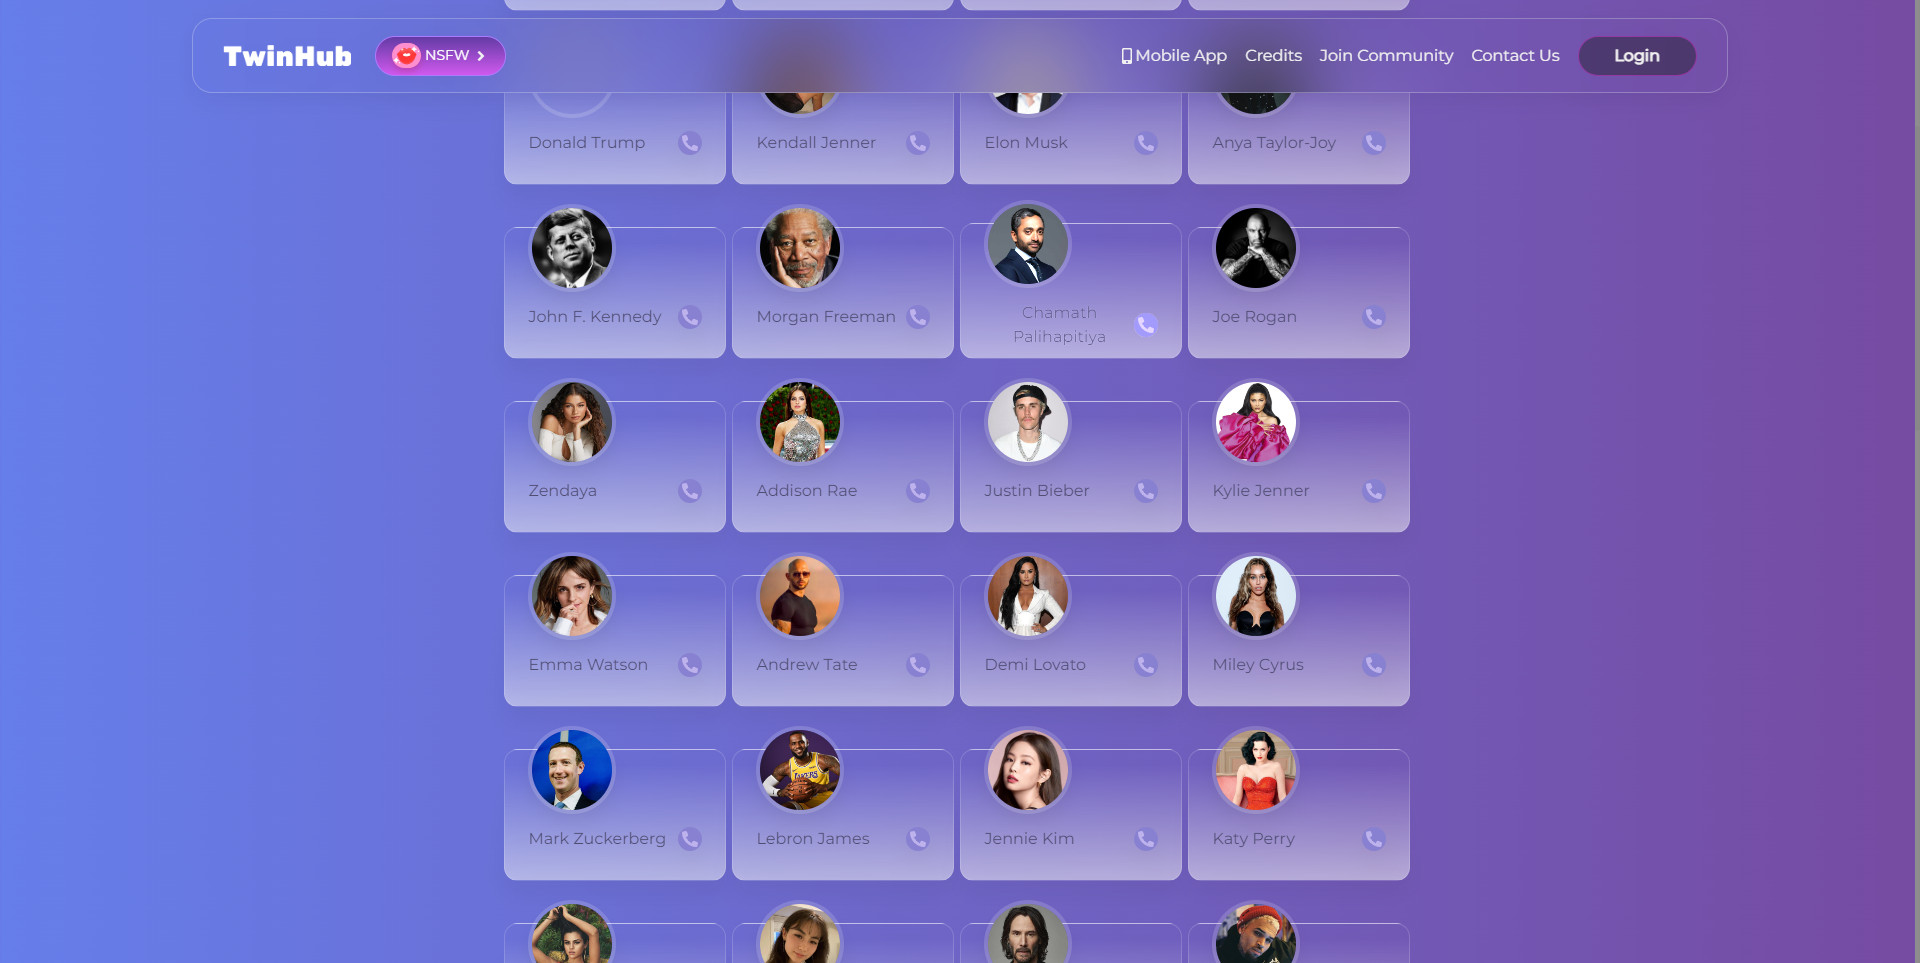 TwinHub
NSFW
Mobile App
Credits
Join Community
Contact Us
Login
Donald Trump
Kendall Jenner
Elon Musk
Anya Taylor-Joy
John F. Kennedy
Morgan Freeman
Chamath
Palihapitiya
Joe Rogan
Zendaya
Addison Rae
Justin Bieber
Kylie Jenner
Emma Watson
Andrew Tate
Demi Lovato
Miley Cyrus
Mark Zuckerberg
Lebron James
Jennie Kim
Katy Perry